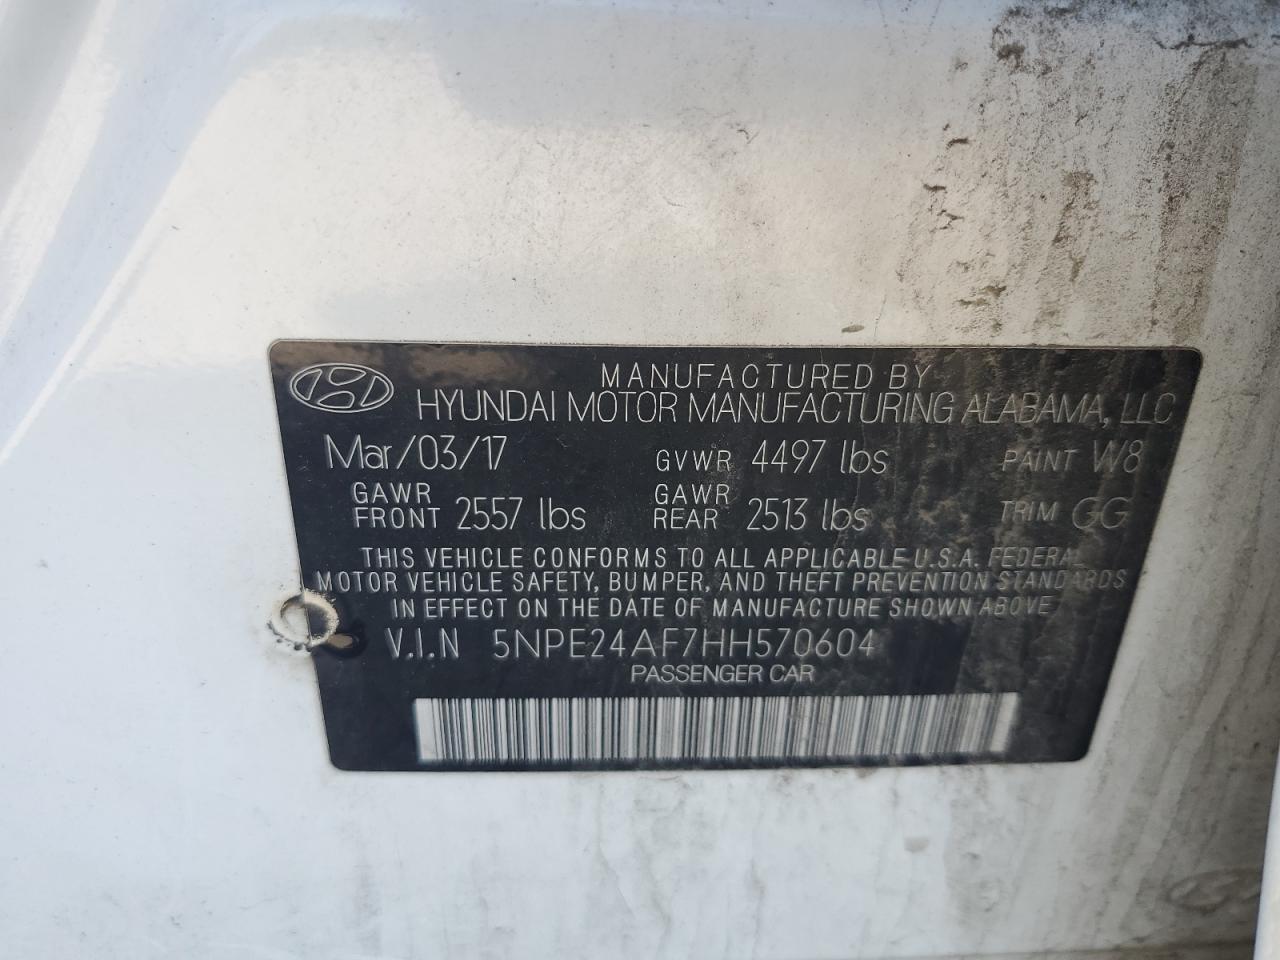 MANUFACTURED BY
HYUNDAI MOTOR MANUFACTURING ALABAMA, LLC
Mar/03/17 GVWR 4497 lbs PAINT W8
GAWR FRONT 2557 lbs GAWR REAR 2513 lbs TRIM GG
THIS VEHICLE CONFORMS TO ALL APPLICABLE U.S.A. FEDERAL
MOTOR VEHICLE SAFETY, BUMPER, AND THEFT PREVENTION STANDARDS
IN EFFECT ON THE DATE OF MANUFACTURE SHOWN ABOVE
V.I.N 5NPE24AF7HH570604
PASSENGER CAR